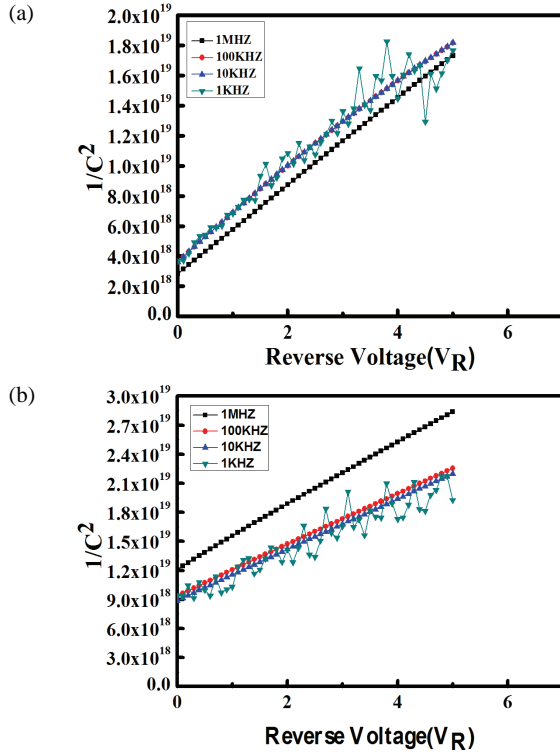 (a)
2.0x10^19
1.8x10^19
1.6x10^19
1.4x10^19
1.2x10^19
1.0x10^19
8.0x10^18
6.0x10^18
4.0x10^18
2.0x10^18
0.0
1/C^2
1MHZ
100KHZ
10KHZ
1KHZ
0 2 4 6
Reverse Voltage(V_R)
(b)
3.0x10^19
2.7x10^19
2.4x10^19
2.1x10^19
1.8x10^19
1.5x10^19
1.2x10^19
9.0x10^18
6.0x10^18
3.0x10^18
0.0
1/C^2
1MHZ
100KHZ
10KHZ
1KHZ
0 2 4 6
Reverse Voltage(V_R)